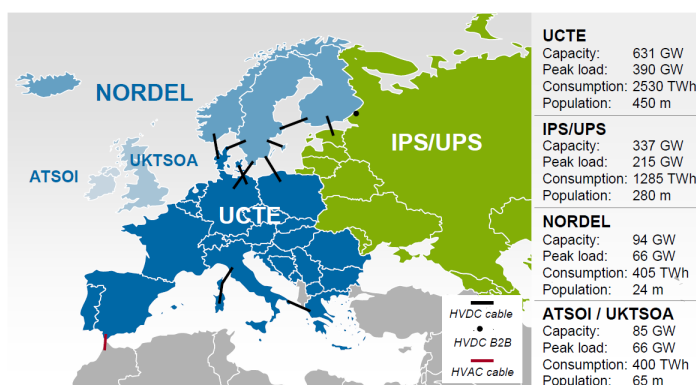 NORDEL
ATSOI
UKTSOA
IPS/UPS
UCTE
HVDC cable
HVDC B2B
HVAC cable
UCTE
Capacity: 631 GW
Peak load: 390 GW
Consumption: 2530 TWh
Population: 450 m
IPS/UPS
Capacity: 337 GW
Peak load: 215 GW
Consumption: 1285 TWh
Population: 280 m
NORDEL
Capacity: 94 GW
Peak load: 66 GW
Consumption: 405 TWh
Population: 24 m
ATSOI / UKTSOA
Capacity: 85 GW
Peak load: 66 GW
Consumption: 400 TWh
Population: 65 m